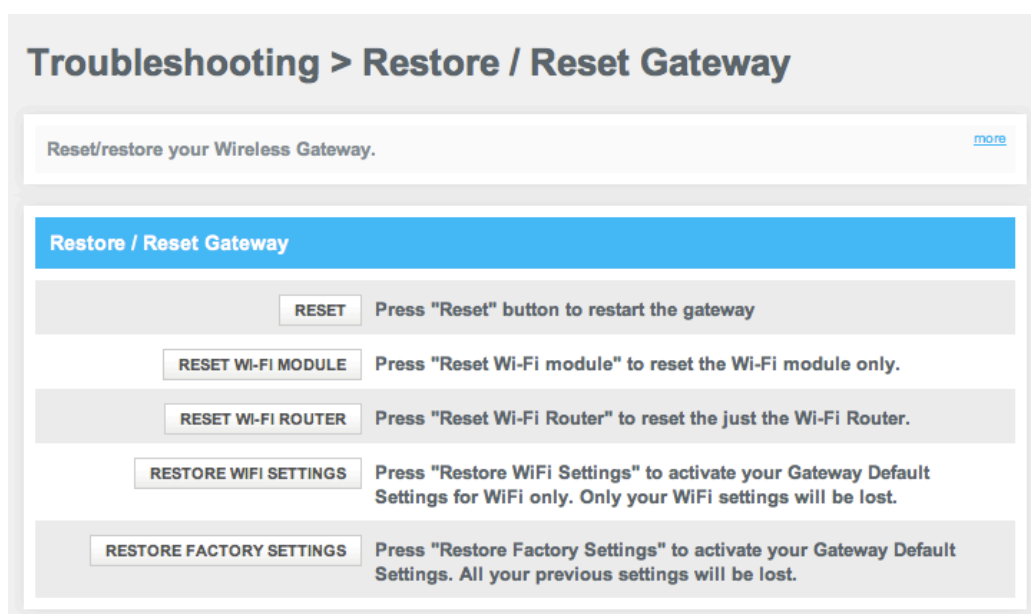 Troubleshooting > Restore / Reset Gateway
Reset/restore your Wireless Gateway.
more
Restore / Reset Gateway
RESET
Press "Reset" button to restart the gateway
RESET WI-FI MODULE
Press "Reset Wi-Fi module" to reset the Wi-Fi module only.
RESET WI-FI ROUTER
Press "Reset Wi-Fi Router" to reset the just the Wi-Fi Router.
RESTORE WIFI SETTINGS
Press "Restore WiFi Settings" to activate your Gateway Default
Settings for WiFi only. Only your WiFi settings will be lost.
RESTORE FACTORY SETTINGS
Press "Restore Factory Settings" to activate your Gateway Default
Settings. All your previous settings will be lost.